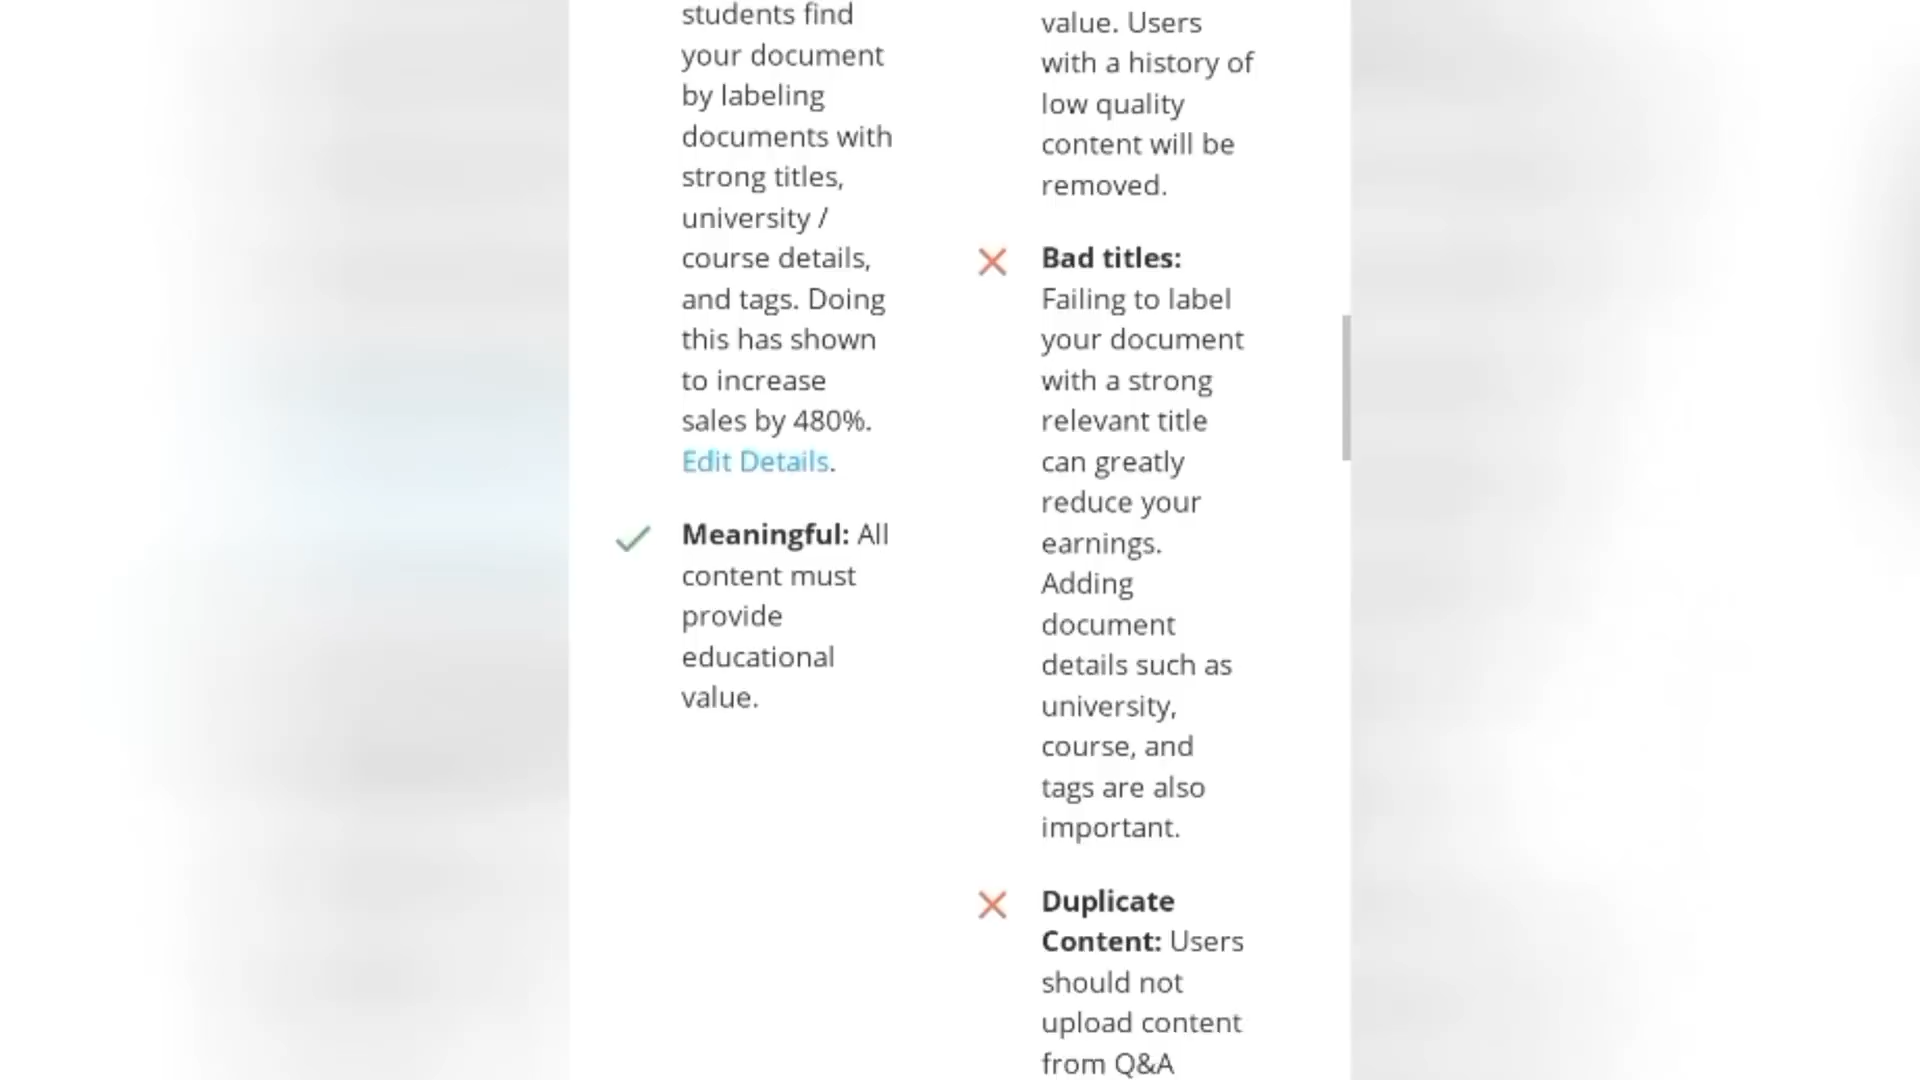 students find
your document
by labeling
documents with
strong titles,
university /
course details,
and tags. Doing
this has shown
to increase
sales by 480%.
Edit Details.
Meaningful: All
content must
provide
educational
value.
value. Users
with a history of
low quality
content will be
removed.
Bad titles:
Failing to label
your document
with a strong
relevant title
can greatly
reduce your
earnings.
Adding
document
details such as
university,
course, and
tags are also
important.
Duplicate
Content: Users
should not
upload content
from Q&A